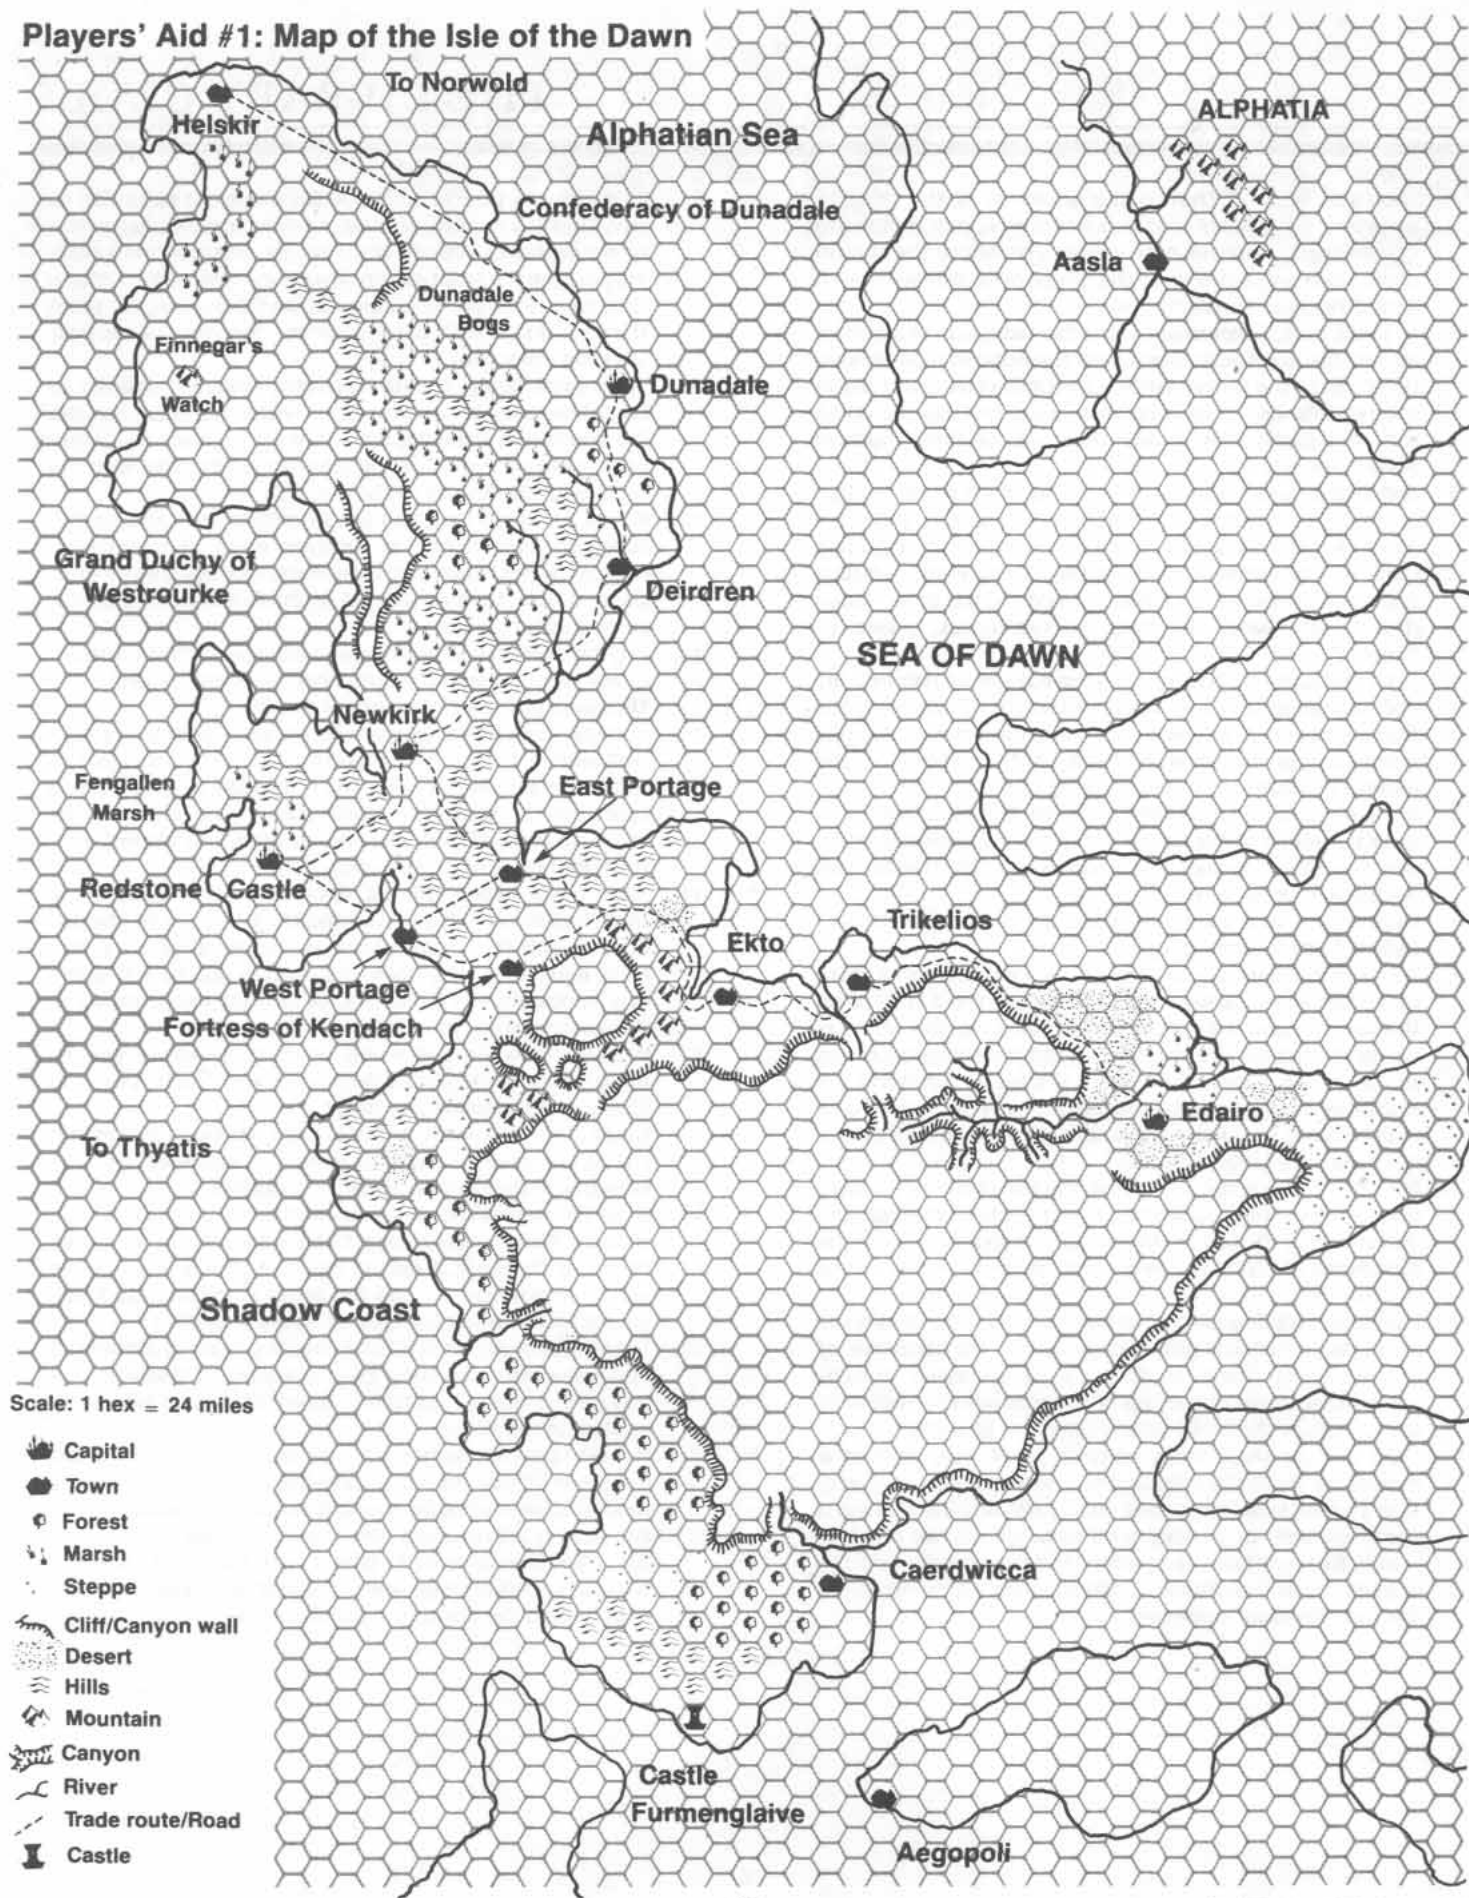 Players' Aid #1: Map of the Isle of the Dawn
To Norwold
Helskir
Alphatian Sea
ALPHATIA
Confederacy of Dunadale
Aasla
Dunadale
Bogs
Finnegar's
Watch
Dunadale
Grand Duchy of
Westrourke
Deirdren
SEA OF DAWN
Newkirk
Fengallen
Marsh
East Portage
Redstone Castle
Trikelios
Ekto
West Portage
Fortress of Kendach
Edairo
To Thyatis
Shadow Coast
Scale: 1 hex = 24 miles
Capital
Town
Forest
Marsh
Steppe
Cliff/Canyon wall
Desert
Hills
Mountain
Canyon
River
Trade route/Road
Castle
Caerdwicca
Castle
Furmenglaive
Aegopoli